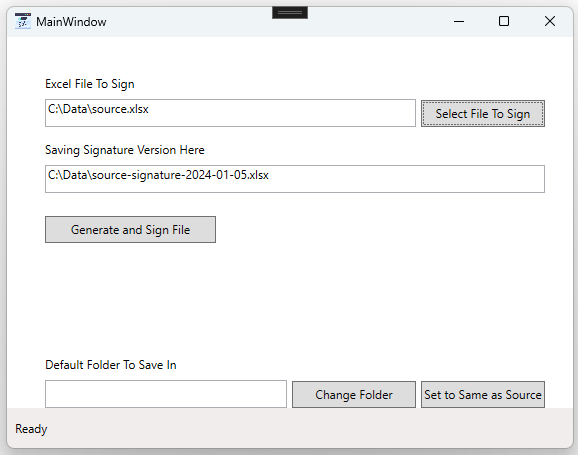 MainWindow
Excel File To Sign
C:\Data\source.xlsx
Select File To Sign
Saving Signature Version Here
C:\Data\source-signature-2024-01-05.xlsx
Generate and Sign File
Default Folder To Save In
Change Folder
Set to Same as Source
Ready